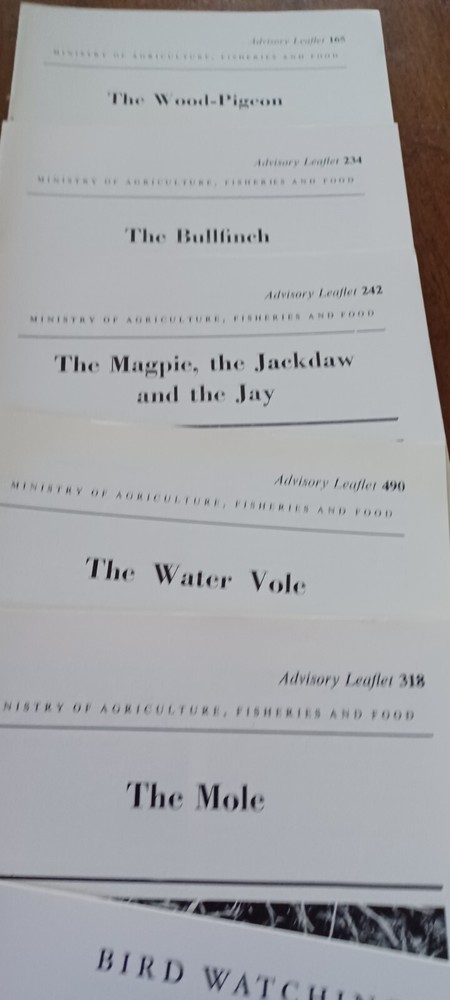 Advisory Leaflet 165
MINISTRY OF AGRICULTURE, FISHERIES AND FOOD
The Wood-Pigeon
Advisory Leaflet 234
MINISTRY OF AGRICULTURE, FISHERIES AND FOOD
The Bullfinch
Advisory Leaflet 242
MINISTRY OF AGRICULTURE, FISHERIES AND FOOD
The Magpie, the Jackdaw
and the Jay
Advisory Leaflet 490
MINISTRY OF AGRICULTURE, FISHERIES AND FOOD
The Water Vole
Advisory Leaflet 318
NISTRY OF AGRICULTURE, FISHERIES AND FOOD
The Mole
BIRD WATCHIN